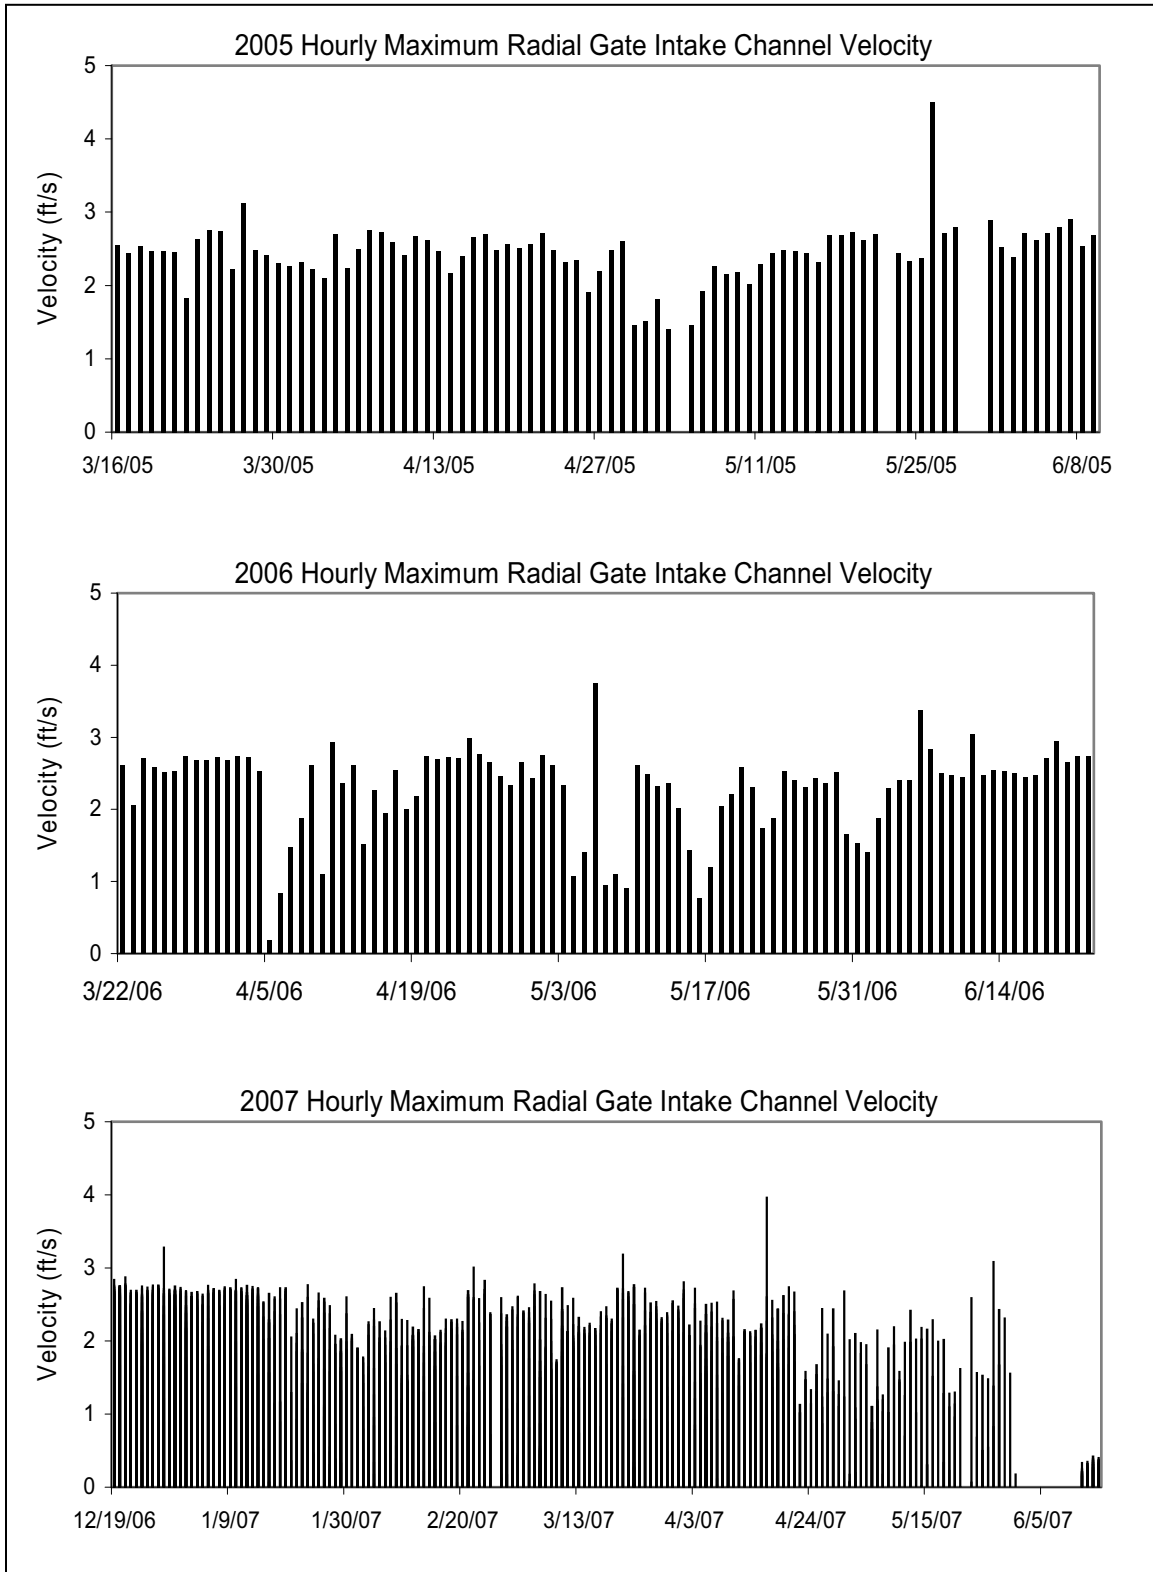 2005 Hourly Maximum Radial Gate Intake Channel Velocity
5
4
3
2
1
0
Velocity (ft/s)
3/16/05 3/30/05 4/13/05 4/27/05 5/11/05 5/25/05 6/8/05
2006 Hourly Maximum Radial Gate Intake Channel Velocity
5
4
3
2
1
0
Velocity (ft/s)
3/22/06 4/5/06 4/19/06 5/3/06 5/17/06 5/31/06 6/14/06
2007 Hourly Maximum Radial Gate Intake Channel Velocity
5
4
3
2
1
0
Velocity (ft/s)
12/19/06 1/9/07 1/30/07 2/20/07 3/13/07 4/3/07 4/24/07 5/15/07 6/5/07